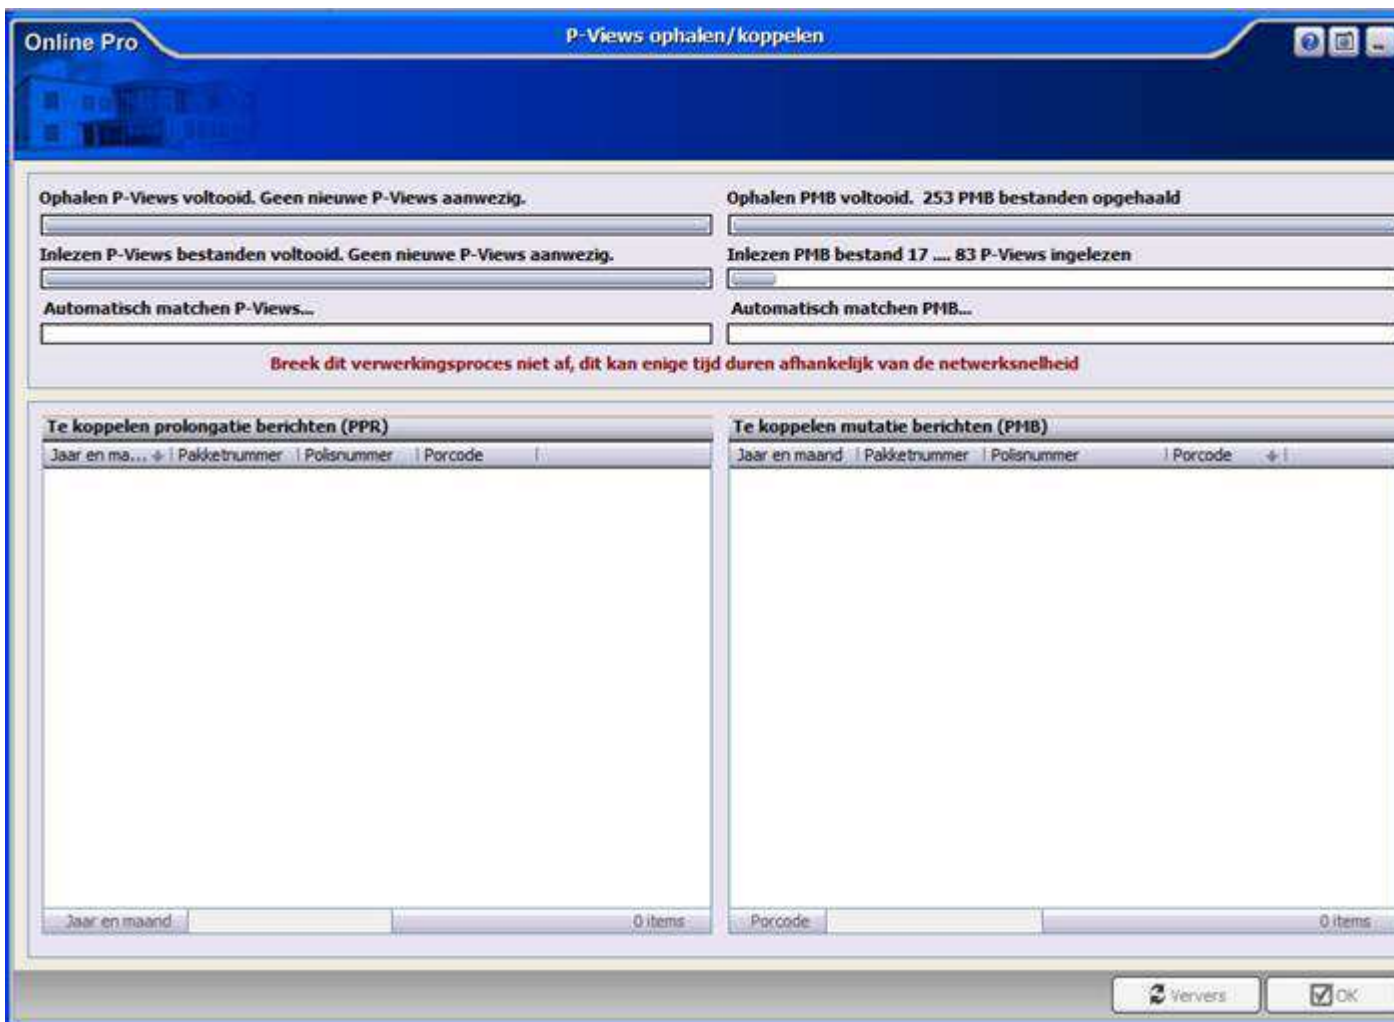 Online Pro
P-Views ophalen/koppelen
Ophalen P-Views voltooid. Geen nieuwe P-Views aanwezig.
Inlezen P-Views bestanden voltooid. Geen nieuwe P-Views aanwezig.
Automatisch matchen P-Views...
Ophalen PMB voltooid. 253 PMB bestanden opgehaald
Inlezen PMB bestand 17 .... 83 P-Views ingelezen
Automatisch matchen PMB...
Breek dit verwerkingsproces niet af, dit kan enige tijd duren afhankelijk van de netwerksnelheid
Te koppelen prolongatie berichten (PPR)
Jaar en ma... Pakketnummer Polisnummer Porcode
Jaar en maand 0 items
Te koppelen mutatie berichten (PMB)
Jaar en maand Pakketnummer Polisnummer Porcode
Porcode 0 items
Ververs OK